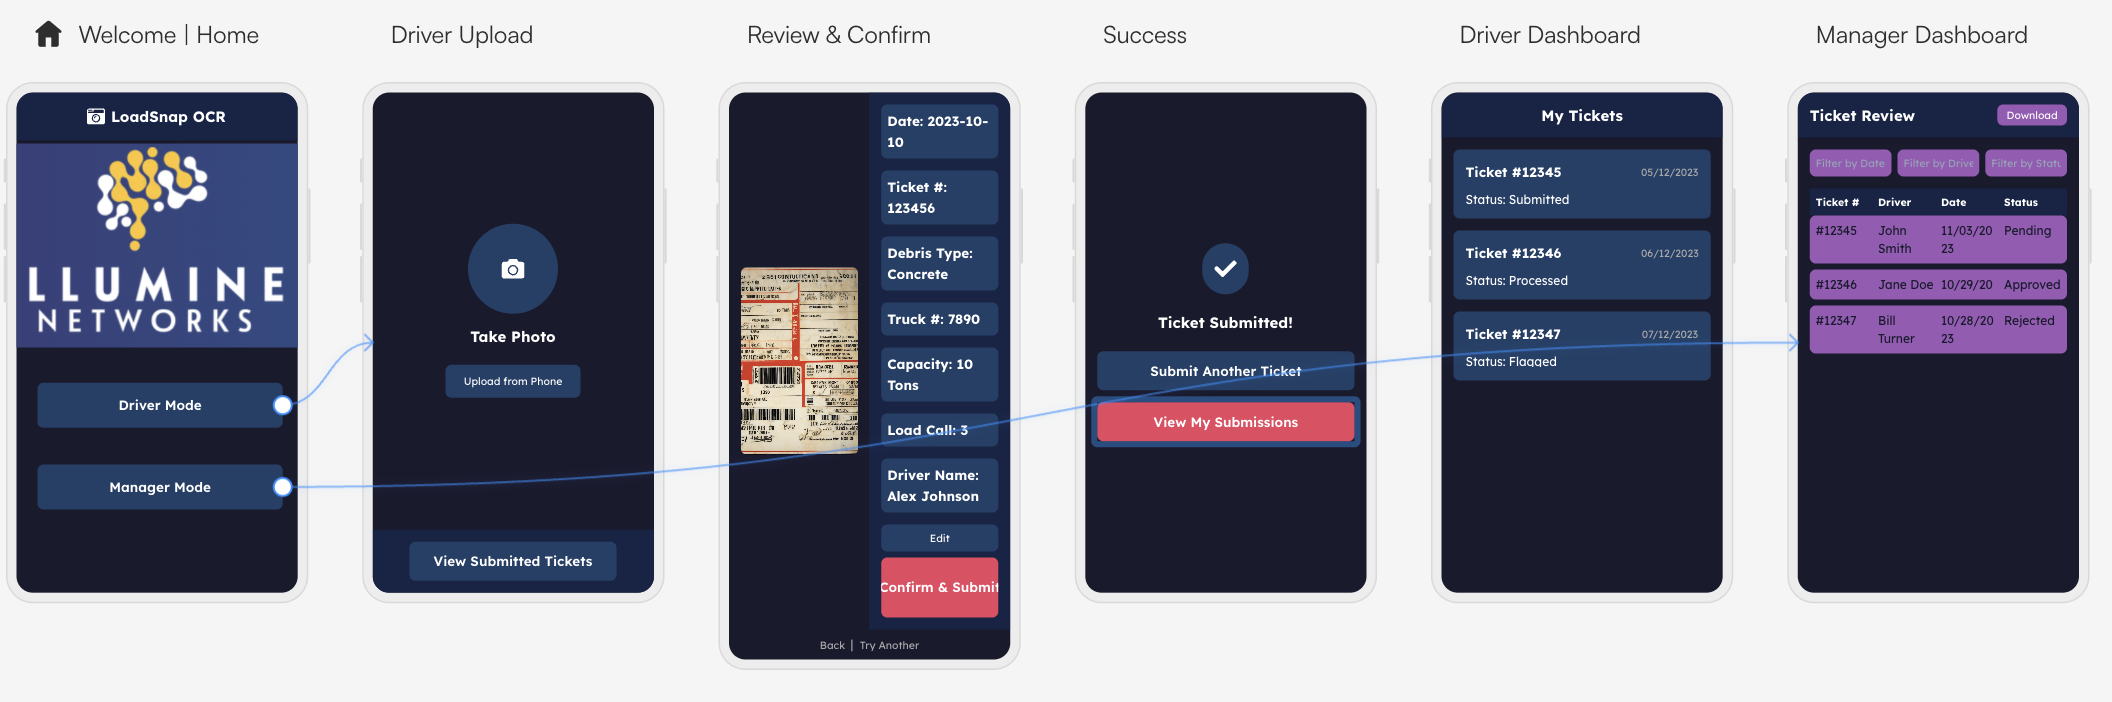 Welcome | Home
LoadSnap OCR
LLUMINE
NETWORKS
Driver Mode
Manager Mode
Driver Upload
Take Photo
Upload from Phone
View Submitted Tickets
Review & Confirm
Date: 2023-10-
10
Ticket #:
123456
Debris Type:
Concrete
Truck #: 7890
Capacity: 10
Tons
Load Call: 3
Driver Name:
Alex Johnson
Edit
Confirm & Submit
Back | Try Another
Success
Ticket Submitted!
Submit Another Ticket
View My Submissions
Driver Dashboard
My Tickets
Ticket #12345 05/12/2023
Status: Submitted
Ticket #12346 06/12/2023
Status: Processed
Ticket #12347 07/12/2023
Status: Flagged
Manager Dashboard
Ticket Review Download
Filter by Date Filter by Drive Filter by Statu
Ticket # Driver Date Status
#12345 John 11/03/20 Pending
Smith 23
#12346 Jane Doe 10/29/20 Approved
#12347 Bill 10/28/20 Rejected
Turner 23